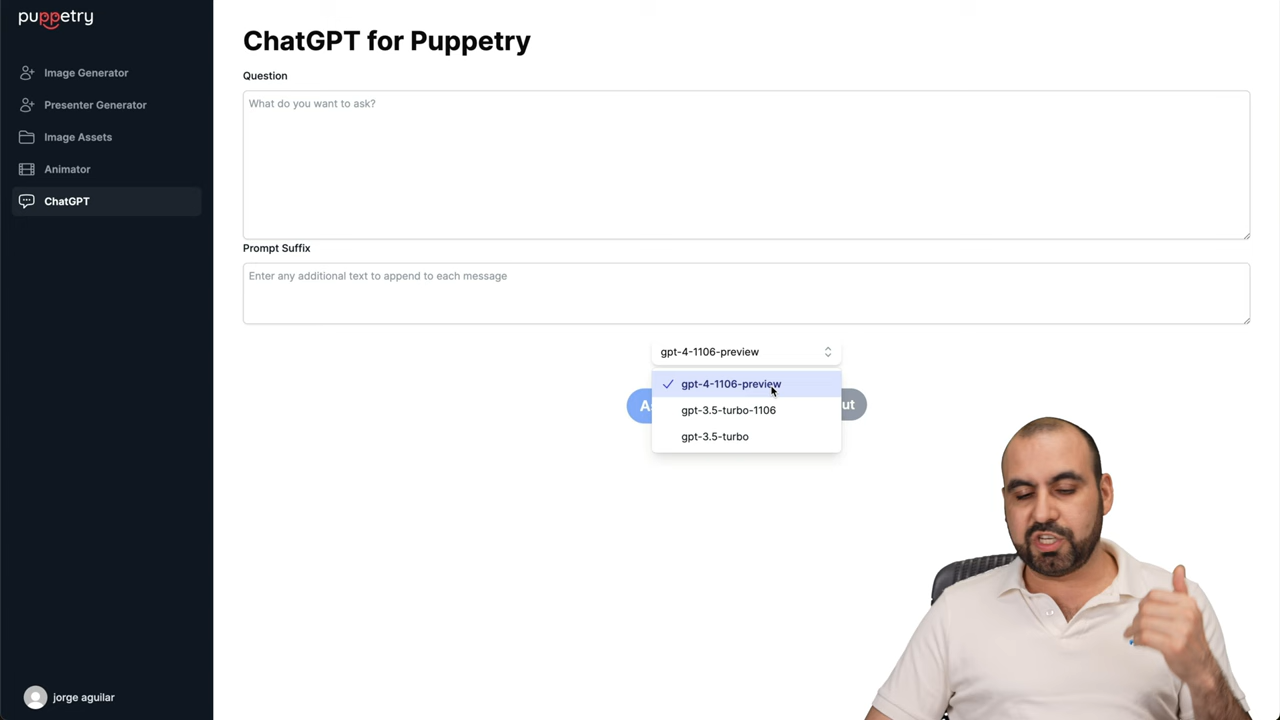 puppetry
Image Generator
Presenter Generator
Image Assets
Animator
ChatGPT
jorge aguilar
ChatGPT for Puppetry
Question
What do you want to ask?
Prompt Suffix
Enter any additional text to append to each message
gpt-4-1106-preview
gpt-4-1106-preview
gpt-3.5-turbo-1106
gpt-3.5-turbo